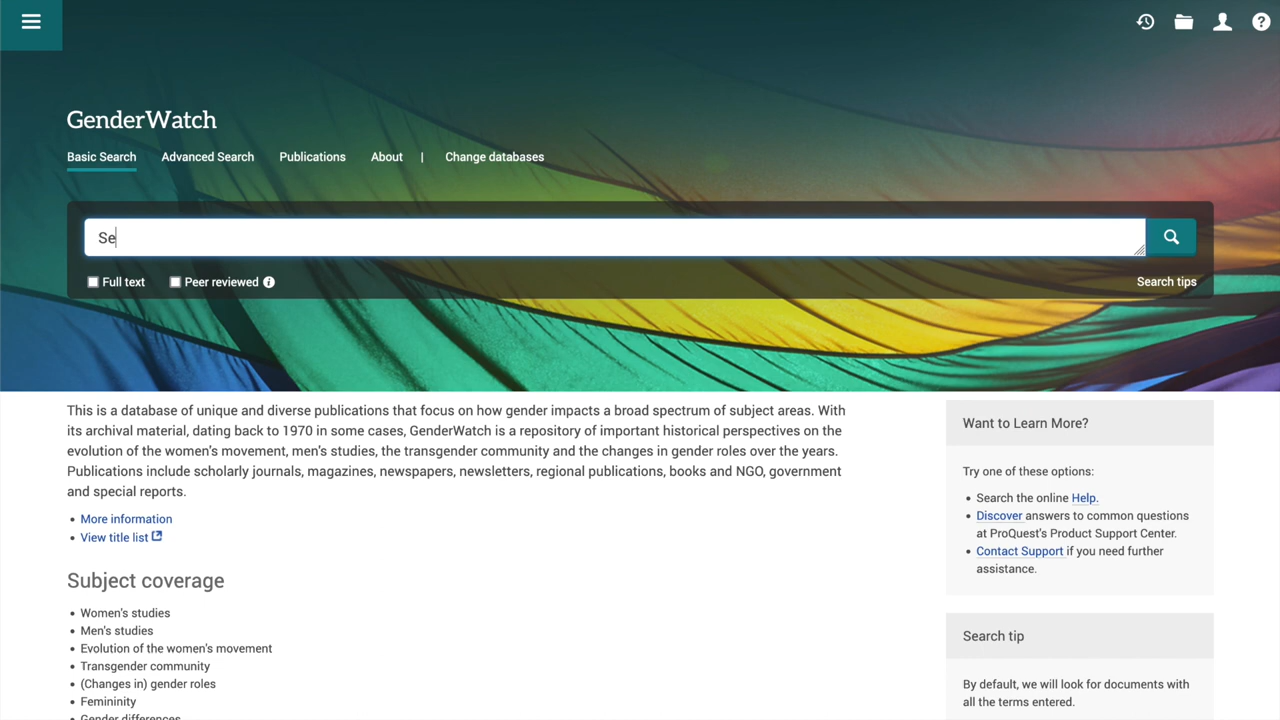 GenderWatch
Basic Search Advanced Search Publications About | Change databases
Se
Full text Peer reviewed Search tips
This is a database of unique and diverse publications that focus on how gender impacts a broad spectrum of subject areas. With
its archival material, dating back to 1970 in some cases, GenderWatch is a repository of important historical perspectives on the
evolution of the women's movement, men's studies, the transgender community and the changes in gender roles over the years.
Publications include scholarly journals, magazines, newspapers, newsletters, regional publications, books and NGO, government
and special reports.
• More information
• View title list
Subject coverage
• Women's studies
• Men's studies
• Evolution of the women's movement
• Transgender community
• (Changes in) gender roles
• Femininity
Gender differences
Want to Learn More?
Try one of these options:
• Search the online Help.
• Discover answers to common questions
at ProQuest's Product Support Center.
• Contact Support if you need further
assistance.
Search tip
By default, we will look for documents with
all the terms entered.